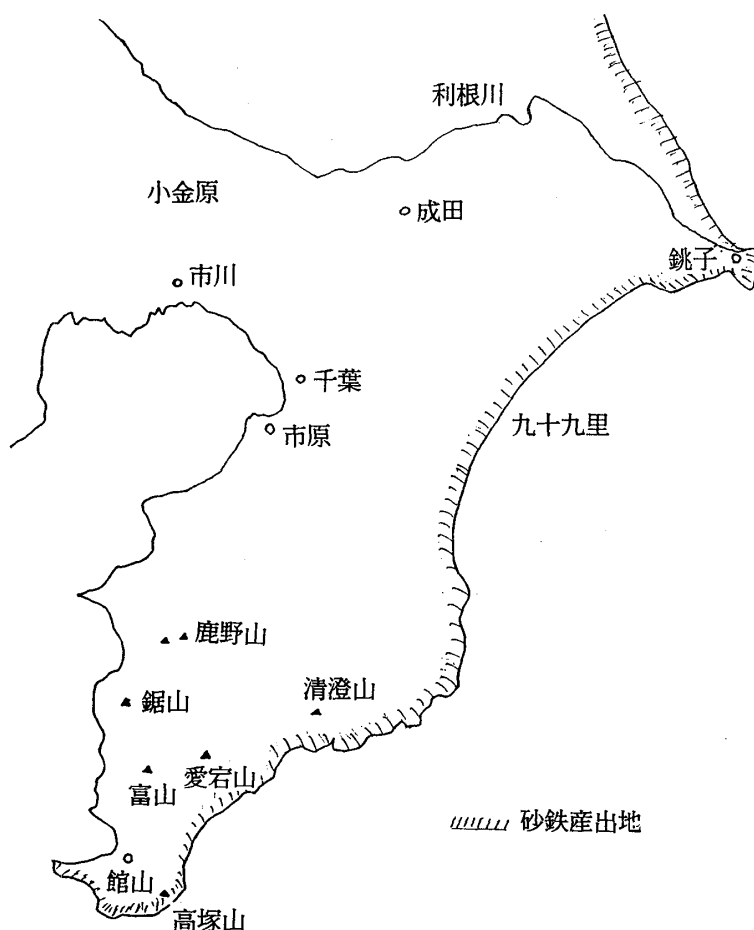 利根川
小金原
成田
銚子
市川
千葉
市原
九十九里
鹿野山
鋸山
清澄山
愛宕山
富山
砂鉄産出地
館山
高塚山